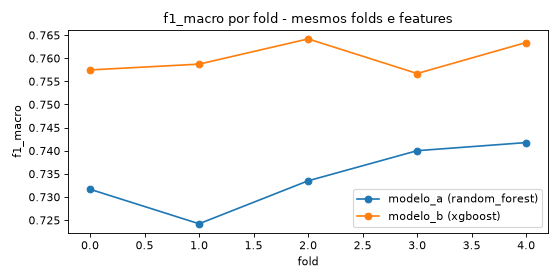 f1_macro por fold - mesmos folds e features
0.765
0.760
0.755
0.750
0.745
0.740
0.735
0.730
0.725
f1_macro
modelo_a (random_forest)
modelo_b (xgboost)
0.0 0.5 1.0 1.5 2.0 2.5 3.0 3.5 4.0
fold